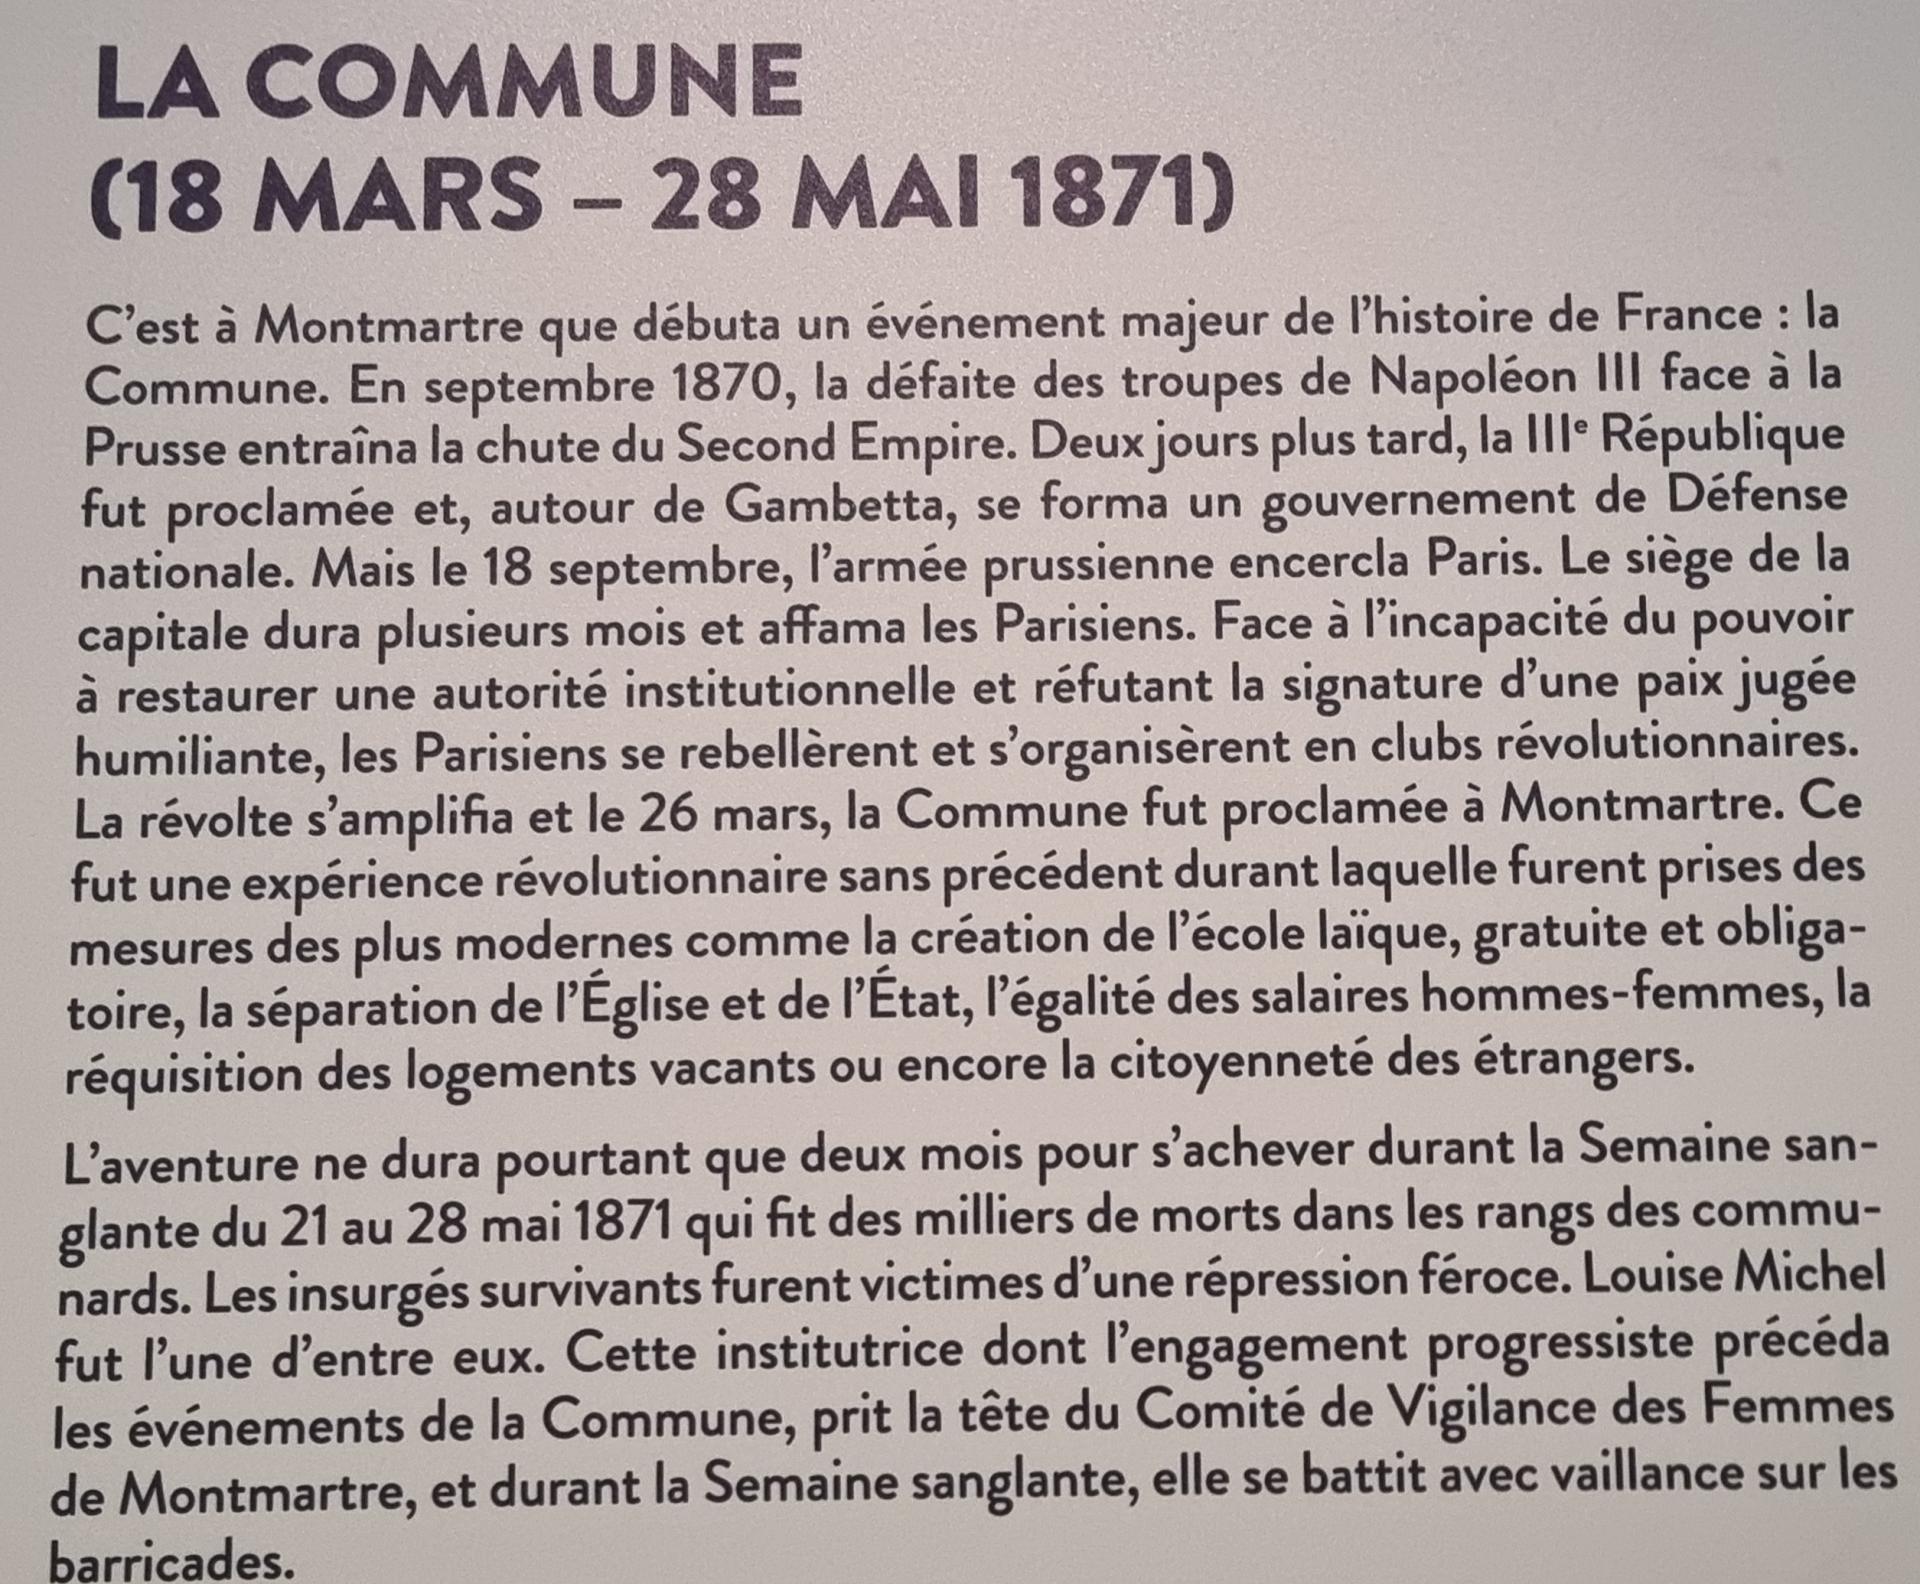 LA COMMUNE
(18 MARS – 28 MAI 1871)
C’est à Montmartre que débuta un événement majeur de l’histoire de France : la
Commune. En septembre 1870, la défaite des troupes de Napoléon III face à la
Prusse entraîna la chute du Second Empire. Deux jours plus tard, la IIIᵉ République
fut proclamée et, autour de Gambetta, se forma un gouvernement de Défense
nationale. Mais le 18 septembre, l’armée prussienne encercla Paris. Le siège de la
capitale dura plusieurs mois et affama les Parisiens. Face à l’incapacité du pouvoir
à restaurer une autorité institutionnelle et réfutant la signature d’une paix jugée
humiliante, les Parisiens se rebellèrent et s’organisèrent en clubs révolutionnaires.
La révolte s’amplifia et le 26 mars, la Commune fut proclamée à Montmartre. Ce
fut une expérience révolutionnaire sans précédent durant laquelle furent prises des
mesures des plus modernes comme la création de l’école laïque, gratuite et obliga-
toire, la séparation de l’Église et de l’État, l’égalité des salaires hommes-femmes, la
réquisition des logements vacants ou encore la citoyenneté des étrangers.
L’aventure ne dura pourtant que deux mois pour s’achever durant la Semaine san-
glante du 21 au 28 mai 1871 qui fit des milliers de morts dans les rangs des commu-
nards. Les insurgés survivants furent victimes d’une répression féroce. Louise Michel
fut l’une d’entre eux. Cette institutrice dont l’engagement progressiste précéda
les événements de la Commune, prit la tête du Comité de Vigilance des Femmes
de Montmartre, et durant la Semaine sanglante, elle se battit avec vaillance sur les
barricades.